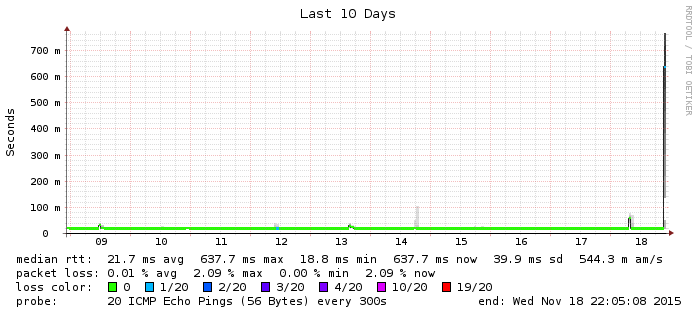 Last 10 Days
RRDTOOL / TOBI OETIKER
Seconds
700 m
600 m
500 m
400 m
300 m
200 m
100 m
0
09 10 11 12 13 14 15 16 17 18
median rtt: 21.7 ms avg 637.7 ms max 18.8 ms min 637.7 ms now 39.9 ms sd 544.3 m am/s
packet loss: 0.01 % avg 2.09 % max 0.00 % min 2.09 % now
loss color: 0 1/20 2/20 3/20 4/20 10/20 19/20
probe: 20 ICMP Echo Pings (56 Bytes) every 300s end: Wed Nov 18 22:05:08 2015